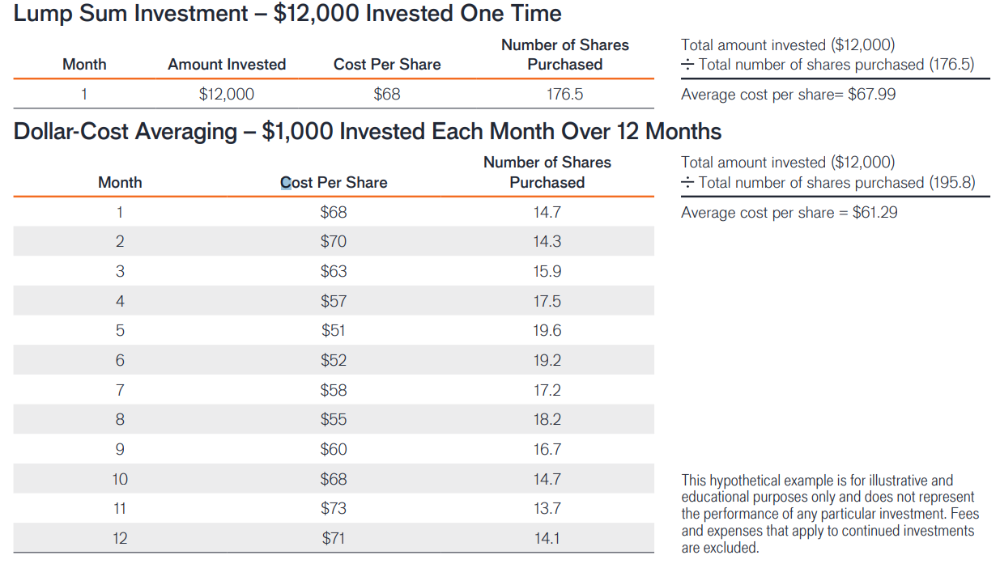 Lump Sum Investment – $12,000 Invested One Time
Month Amount Invested Cost Per Share Number of Shares Purchased
1 $12,000 $68 176.5
Total amount invested ($12,000)
÷ Total number of shares purchased (176.5)
Average cost per share= $67.99
Dollar-Cost Averaging – $1,000 Invested Each Month Over 12 Months
Month Cost Per Share Number of Shares Purchased
1 $68 14.7
2 $70 14.3
3 $63 15.9
4 $57 17.5
5 $51 19.6
6 $52 19.2
7 $58 17.2
8 $55 18.2
9 $60 16.7
10 $68 14.7
11 $73 13.7
12 $71 14.1
Total amount invested ($12,000)
÷ Total number of shares purchased (195.8)
Average cost per share = $61.29
This hypothetical example is for illustrative and
educational purposes only and does not represent
the performance of any particular investment. Fees
and expenses that apply to continued investments
are excluded.